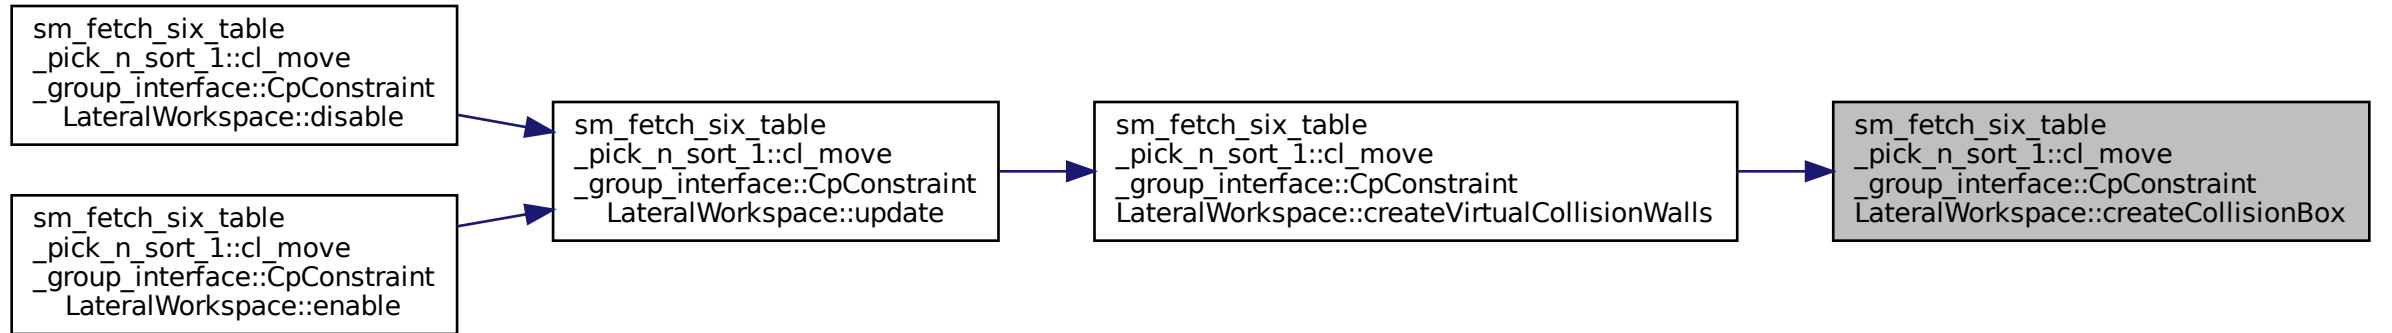 sm_fetch_six_table
_pick_n_sort_1::cl_move
_group_interface::CpConstraint
LateralWorkspace::disable
sm_fetch_six_table
_pick_n_sort_1::cl_move
_group_interface::CpConstraint
LateralWorkspace::enable
sm_fetch_six_table
_pick_n_sort_1::cl_move
_group_interface::CpConstraint
LateralWorkspace::update
sm_fetch_six_table
_pick_n_sort_1::cl_move
_group_interface::CpConstraint
LateralWorkspace::createVirtualCollisionWalls
sm_fetch_six_table
_pick_n_sort_1::cl_move
_group_interface::CpConstraint
LateralWorkspace::createCollisionBox